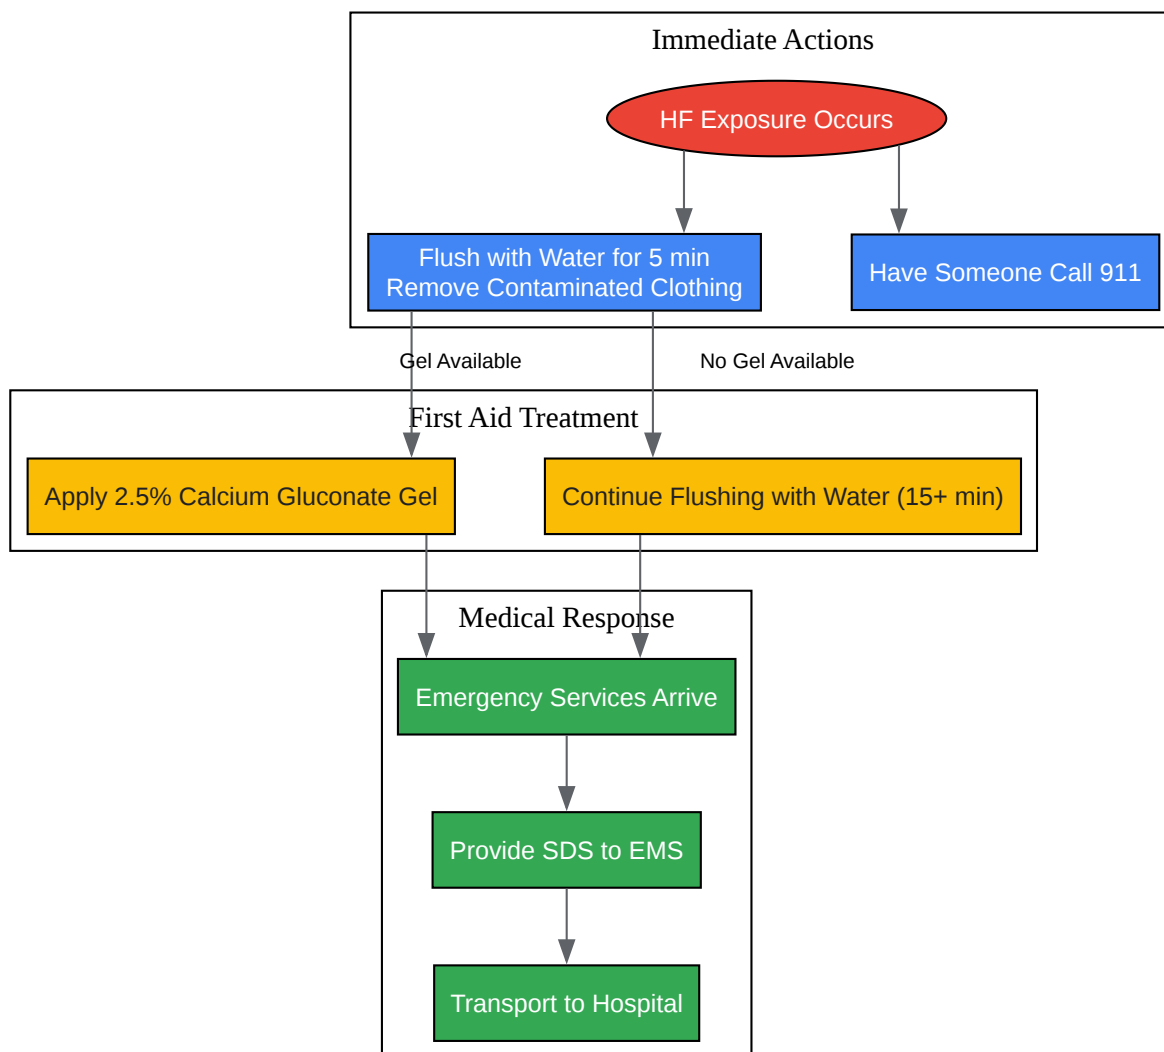 Immediate Actions
HF Exposure Occurs
Flush with Water for 5 min
Remove Contaminated Clothing
Have Someone Call 911
Gel Available
No Gel Available
First Aid Treatment
Apply 2.5% Calcium Gluconate Gel
Continue Flushing with Water (15+ min)
Medical Response
Emergency Services Arrive
Provide SDS to EMS
Transport to Hospital